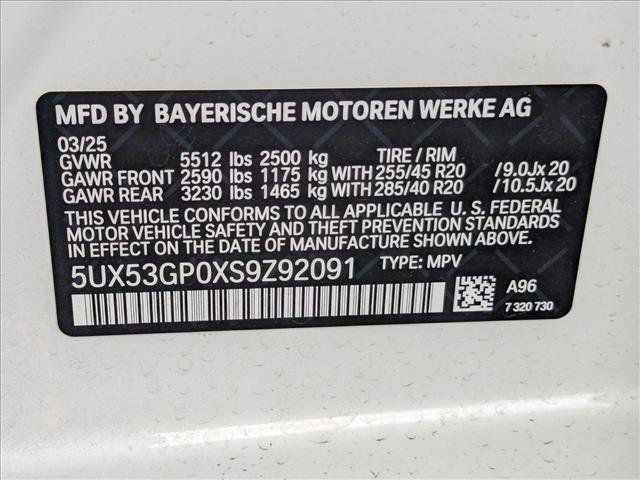 MFD BY BAYERISCHE MOTOREN WERKE AG
03/25
GVWR 5512 lbs 2500 kg TIRE / RIM
GAWR FRONT 2590 lbs 1175 kg WITH 255/45 R20 /9.0Jx 20
GAWR REAR 3230 lbs 1465 kg WITH 285/40 R20 /10.5Jx 20
THIS VEHICLE CONFORMS TO ALL APPLICABLE U. S. FEDERAL
MOTOR VEHICLE SAFETY AND THEFT PREVENTION STANDARDS
IN EFFECT ON THE DATE OF MANUFACTURE SHOWN ABOVE.
5UX53GP0XS9Z92091 TYPE: MPV
A96
7 320 730